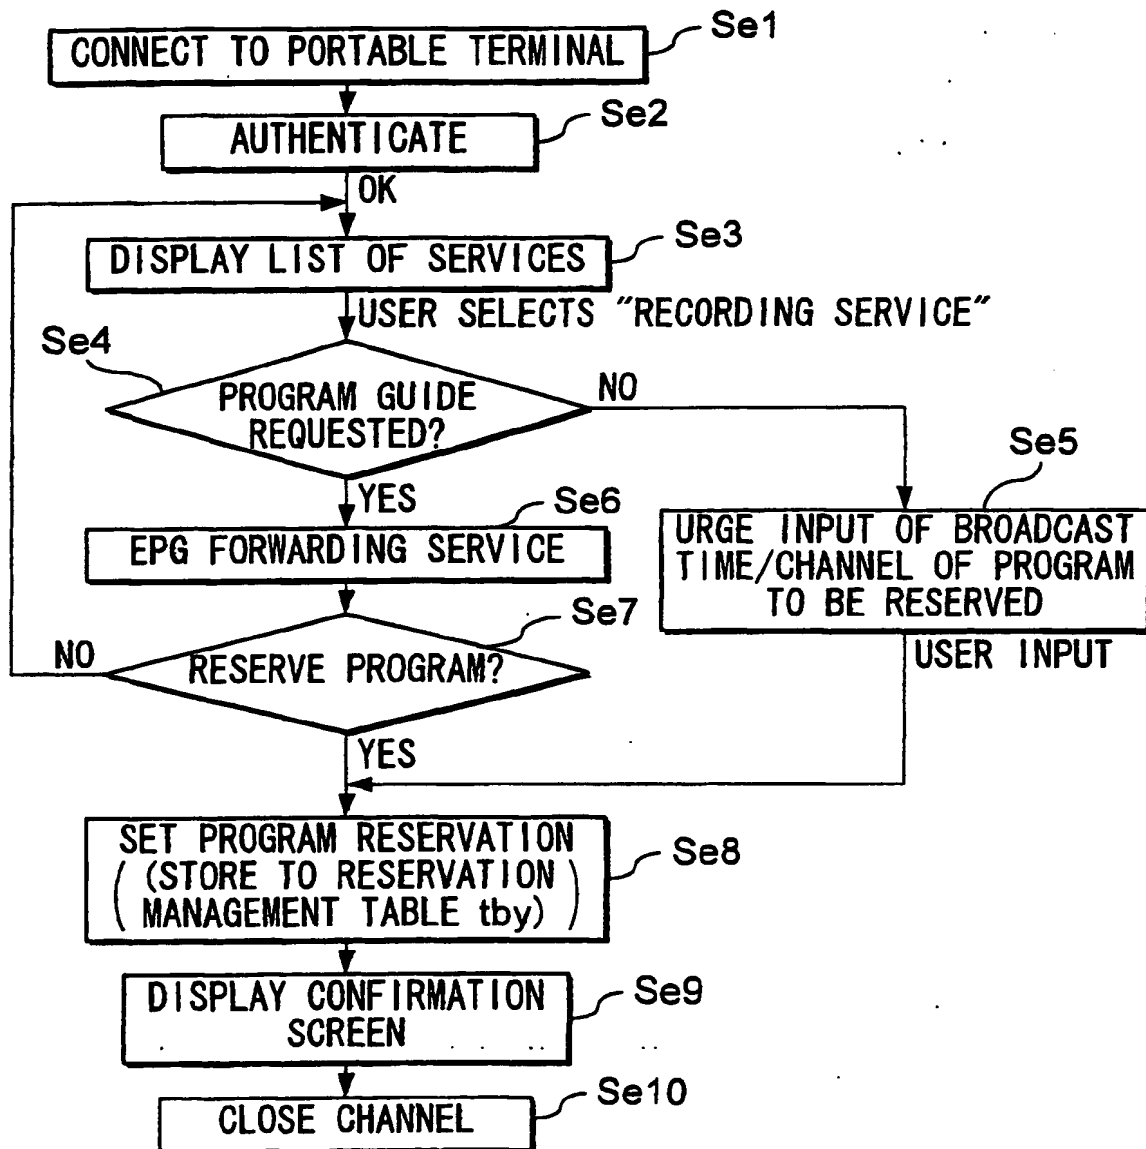 CONNECT TO PORTABLE TERMINAL
Se1
AUTHENTICATE
Se2
OK
DISPLAY LIST OF SERVICES
Se3
USER SELECTS "RECORDING SERVICE"
Se4
PROGRAM GUIDE
REQUESTED?
NO
YES
Se5
URGE INPUT OF BROADCAST
TIME/CHANNEL OF PROGRAM
TO BE RESERVED
USER INPUT
Se6
EPG FORWARDING SERVICE
Se7
RESERVE PROGRAM?
NO
YES
SET PROGRAM RESERVATION
(STORE TO RESERVATION
MANAGEMENT TABLE tby)
Se8
DISPLAY CONFIRMATION
SCREEN
Se9
CLOSE CHANNEL
Se10